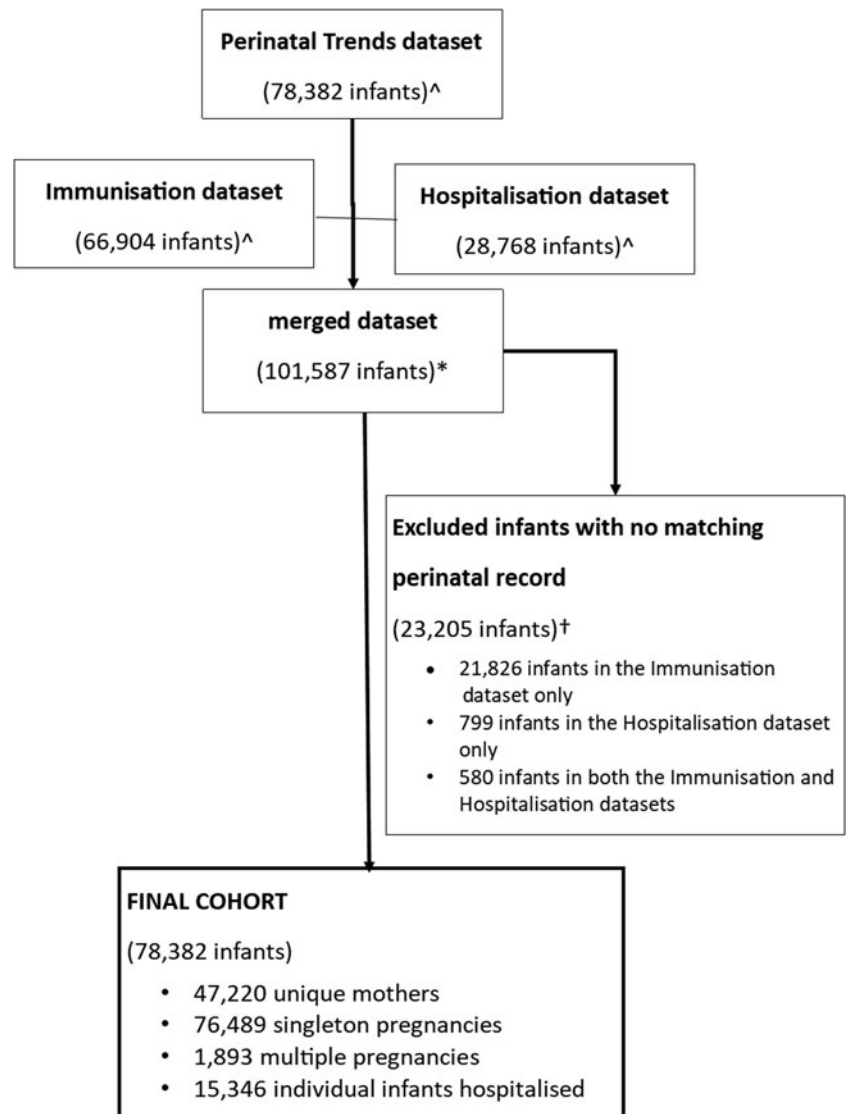 Perinatal Trends dataset
(78,382 infants)^
Immunisation dataset
(66,904 infants)^
Hospitalisation dataset
(28,768 infants)^
merged dataset
(101,587 infants)*
Excluded infants with no matching
perinatal record
(23,205 infants)†
• 21,826 infants in the Immunisation
dataset only
• 799 infants in the Hospitalisation dataset
only
• 580 infants in both the Immunisation and
Hospitalisation datasets
FINAL COHORT
(78,382 infants)
• 47,220 unique mothers
• 76,489 singleton pregnancies
• 1,893 multiple pregnancies
• 15,346 individual infants hospitalised